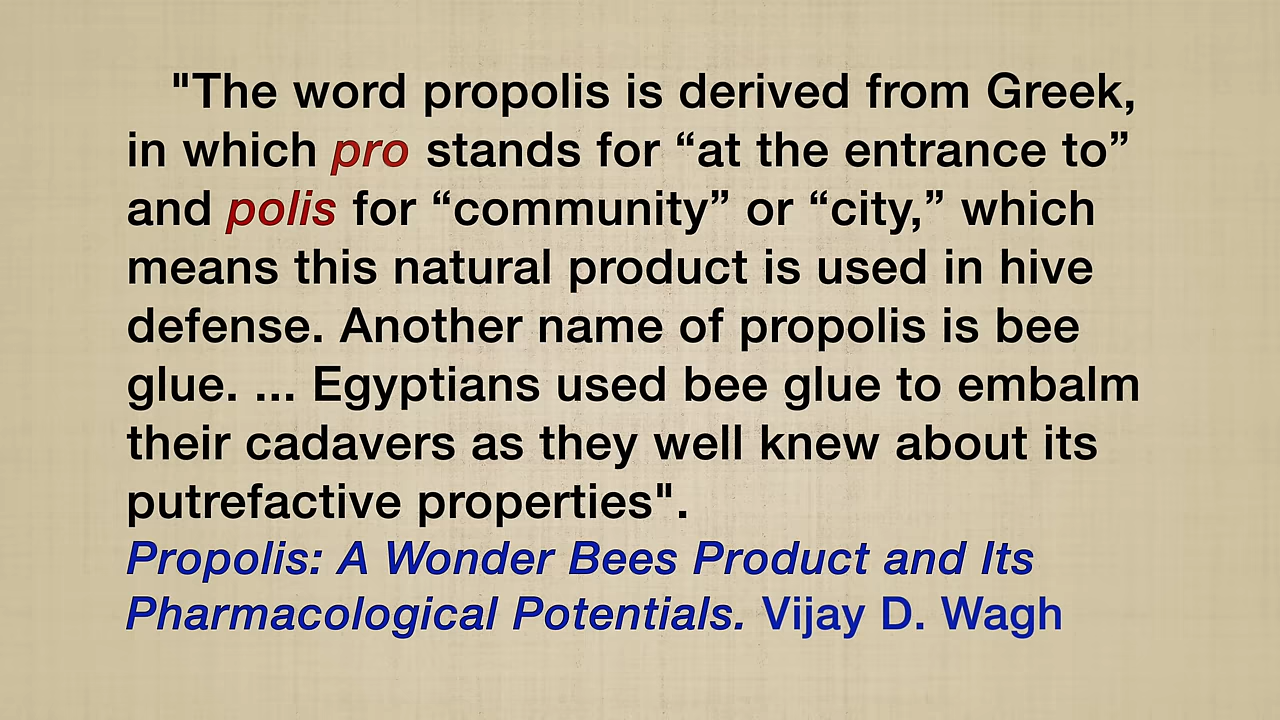 "The word propolis is derived from Greek,
in which pro stands for “at the entrance to”
and polis for “community” or “city,” which
means this natural product is used in hive
defense. Another name of propolis is bee
glue. ... Egyptians used bee glue to embalm
their cadavers as they well knew about its
putrefactive properties".
Propolis: A Wonder Bees Product and Its
Pharmacological Potentials. Vijay D. Wagh